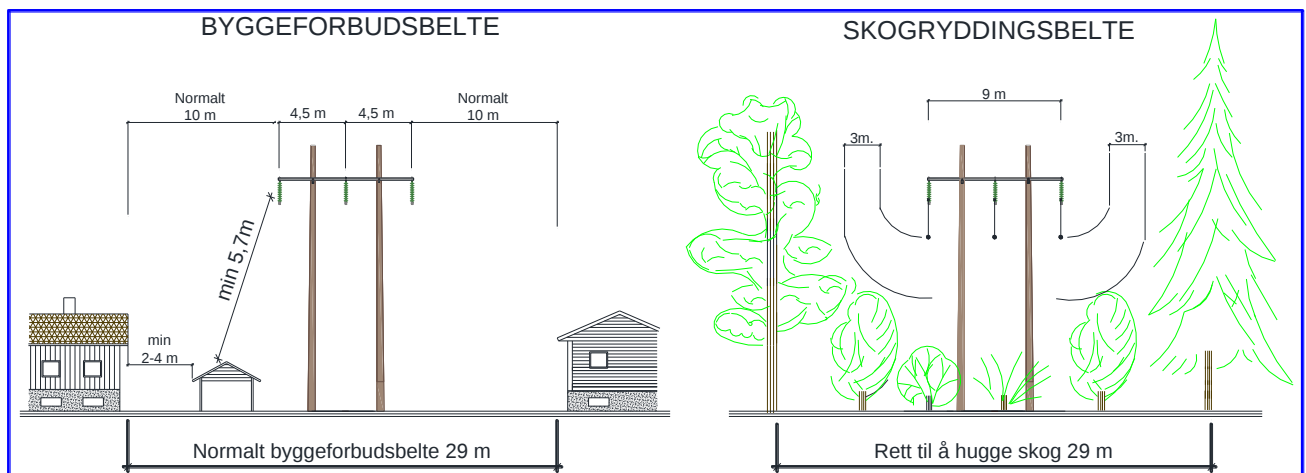 BYGGEFORBUDSBELTE
Normalt
10 m
4,5 m
4,5 m
Normalt
10 m
min 5,7m
min
2-4 m
Normalt byggeforbudsbelte 29 m
SKOGRYDDINGSBELTE
9 m
3m.
3m.
Rett til å hugge skog 29 m